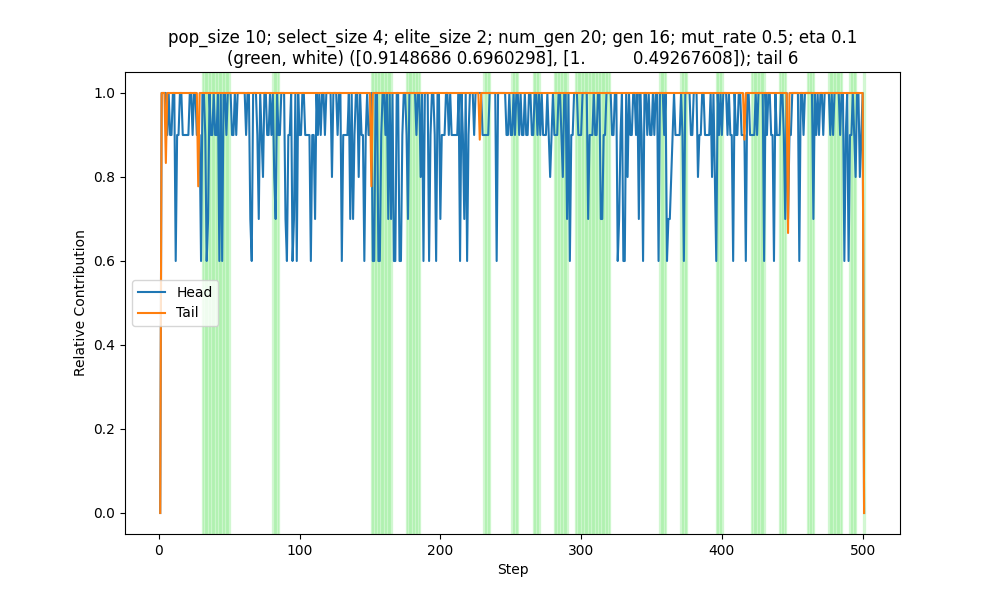 pop_size 10; select_size 4; elite_size 2; num_gen 20; gen 16; mut_rate 0.5; eta 0.1
(green, white) ([0.9148686 0.6960298], [1.          0.49267608]); tail 6
1.0
0.8
0.6
0.4
0.2
0.0
Relative Contribution
Head
Tail
0 100 200 300 400 500
Step